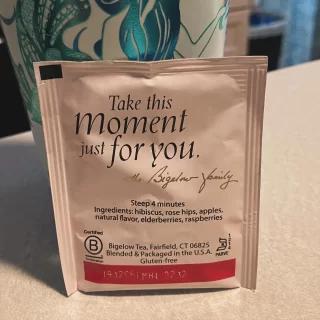 Take this
Moment
just for you.
the Bigelow family
Steep 4 minutes
Ingredients: hibiscus, rose hips, apples,
natural flavor, elderberries, raspberries
Certified
B
Bigelow Tea, Fairfield, CT 06825
Blended & Packaged in the U.S.A.
Gluten-free
PARVE